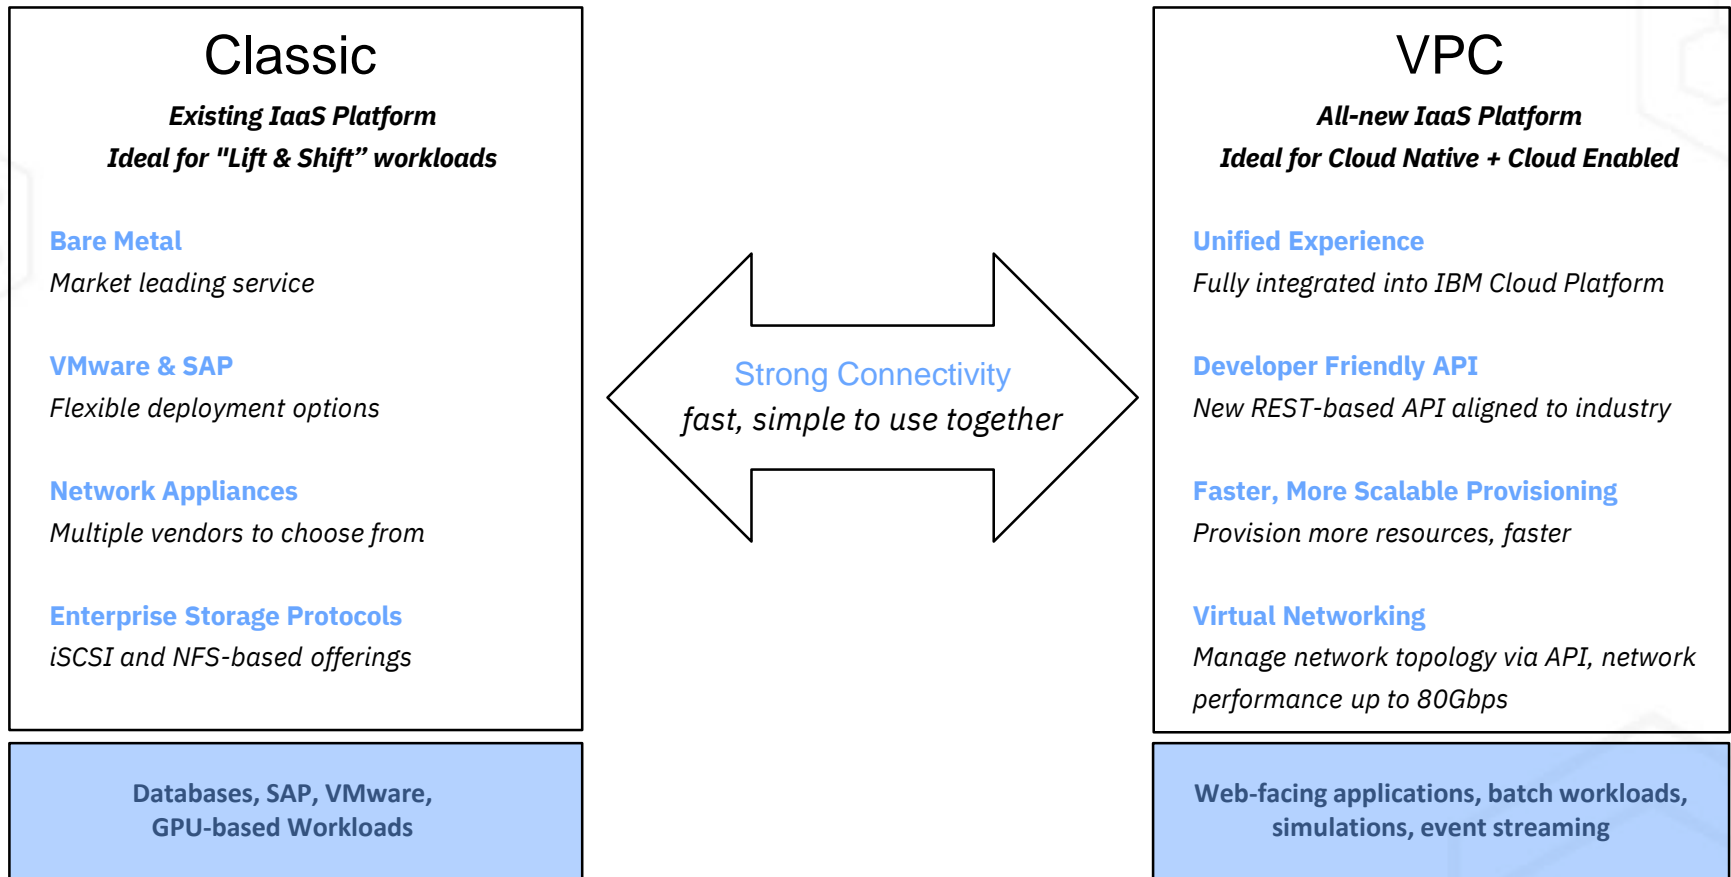 Classic
Existing IaaS Platform
Ideal for "Lift & Shift” workloads
Bare Metal
Market leading service
VMware & SAP
Flexible deployment options
Network Appliances
Multiple vendors to choose from
Enterprise Storage Protocols
iSCSI and NFS-based offerings
Databases, SAP, VMware,
GPU-based Workloads
Strong Connectivity
fast, simple to use together
VPC
All-new IaaS Platform
Ideal for Cloud Native + Cloud Enabled
Unified Experience
Fully integrated into IBM Cloud Platform
Developer Friendly API
New REST-based API aligned to industry
Faster, More Scalable Provisioning
Provision more resources, faster
Virtual Networking
Manage network topology via API, network
performance up to 80Gbps
Web-facing applications, batch workloads,
simulations, event streaming